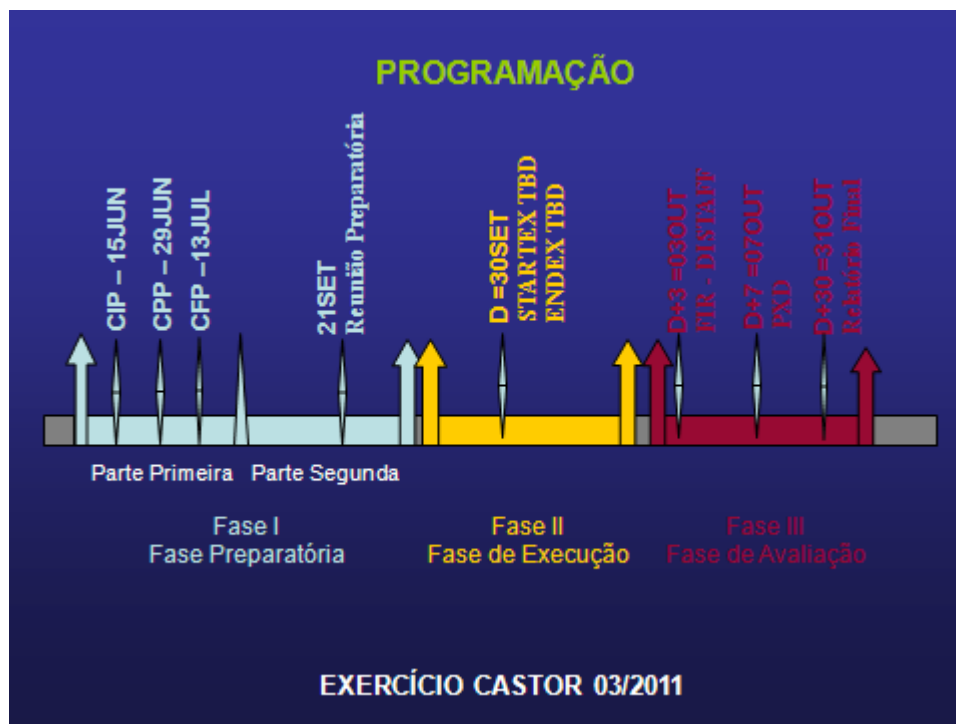 PROGRAMAÇÃO
CIP – 15JUN
CPP – 29JUN
CFP –13JUL
21SET
Reunião Preparatória
D =30SET
STARTEX TBD
ENDEX TBD
D+3 =03OUT
FIR - DISTAFF
D+7 =07OUT
PXD
D+30 =31OUT
Relatório Final
Parte Primeira
Parte Segunda
Fase I
Fase Preparatória
Fase II
Fase de Execução
Fase III
Fase de Avaliação
EXERCÍCIO CASTOR 03/2011